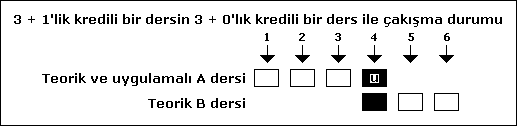 3 + 1'lik kredili bir dersin 3 + 0'lık kredili bir ders ile çakışma durumu
1 2 3 4 5 6
Teorik ve uygulamalı A dersi u
Teorik B dersi